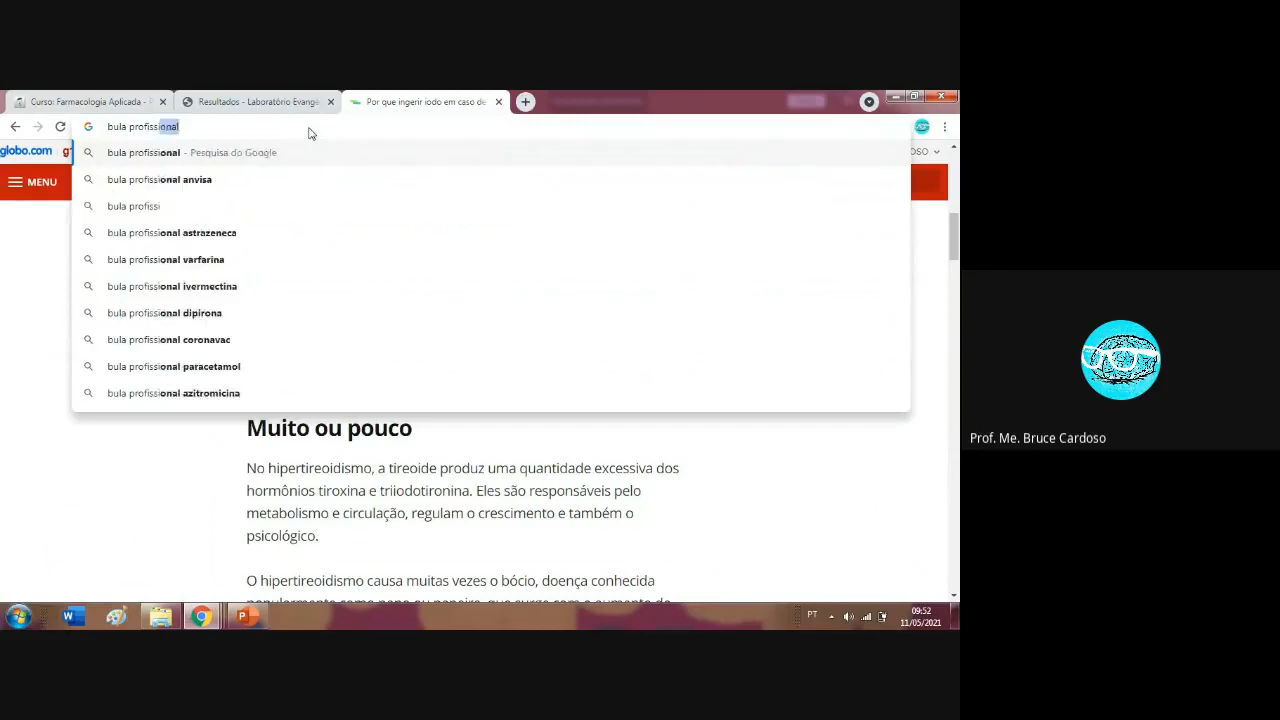 Curso: Farmacologia Aplicada -
Resultados - Laboratório Evange
Por que ingerir iodo em caso de
bula profissional
globo.com g1
OSO
MENU
bula profissional - Pesquisa do Google
bula profissional anvisa
bula profissi
bula profissional astrazeneca
bula profissional varfarina
bula profissional ivermectina
bula profissional dipirona
bula profissional coronavac
bula profissional paracetamol
bula profissional azitromicina
Muito ou pouco
No hipertireoidismo, a tireoide produz uma quantidade excessiva dos
hormônios tiroxina e triiodotironina. Eles são responsáveis pelo
metabolismo e circulação, regulam o crescimento e também o
psicológico.
O hipertireoidismo causa muitas vezes o bócio, doença conhecida
Prof. Me. Bruce Cardoso
PT
09:52
11/05/2021